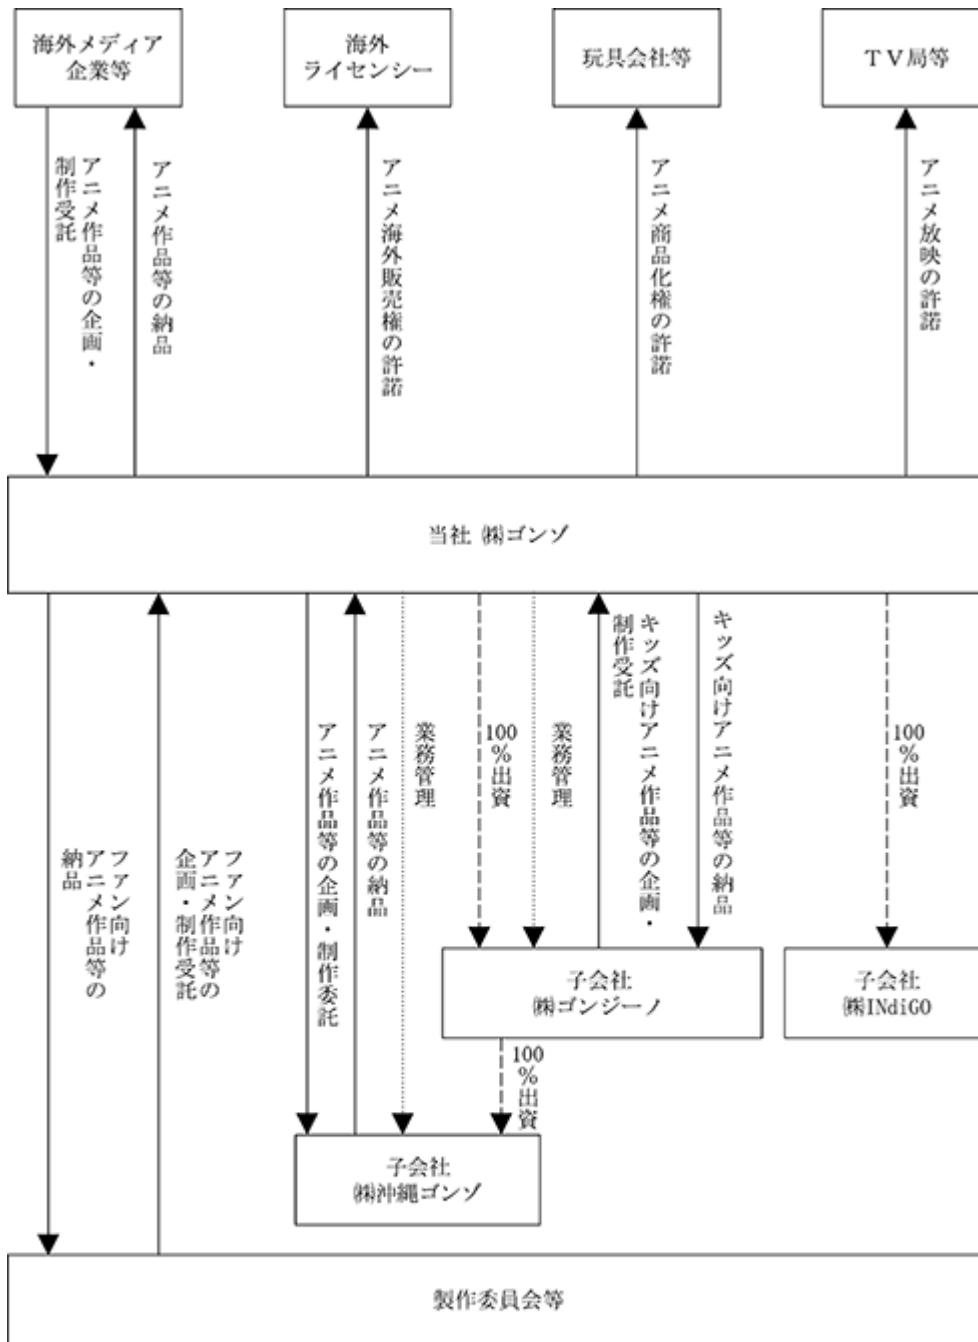 海外メディア
企業等
海外
ライセンシー
玩具会社等
ＴＶ局等
アニメ作品等の企画・
制作受託
アニメ作品等の納品
アニメ海外販売権の許諾
アニメ商品化権の許諾
アニメ放映の許諾
当社 ㈱ゴンゾ
ファン向け
アニメ作品等の
納品
ファン向け
アニメ作品等の
企画・制作受託
アニメ作品等の企画・制作委託
アニメ作品等の納品
業務管理
100
％出資
業務管理
キッズ向けアニメ作品等の企画・
制作受託
キッズ向けアニメ作品等の納品
100
％出資
子会社
㈱ゴンジーノ
子会社
㈱INdiGO
100
％出資
子会社
㈱沖縄ゴンゾ
製作委員会等